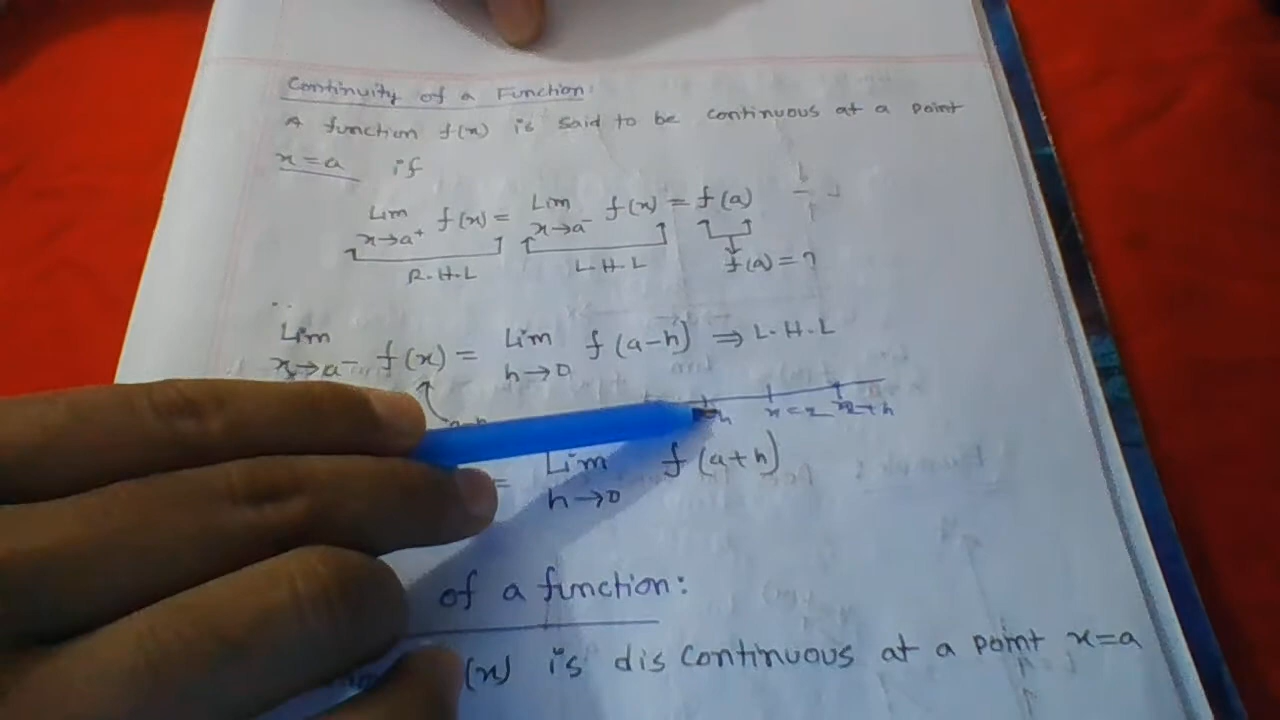 Continuity of a Function:
A function f(x) is said to be continuous at a point
x=a if
Lim x→a⁺ f(x) = Lim x→a⁻ f(x) = f(a)
R.H.L L.H.L f(a)=?
Lim x→a⁻ f(x) = Lim h→0 f(a-h) ⇒ L.H.L
x=2 2+h
= Lim h→0 f(a+h)
of a function:
(x) is discontinuous at a point x=a